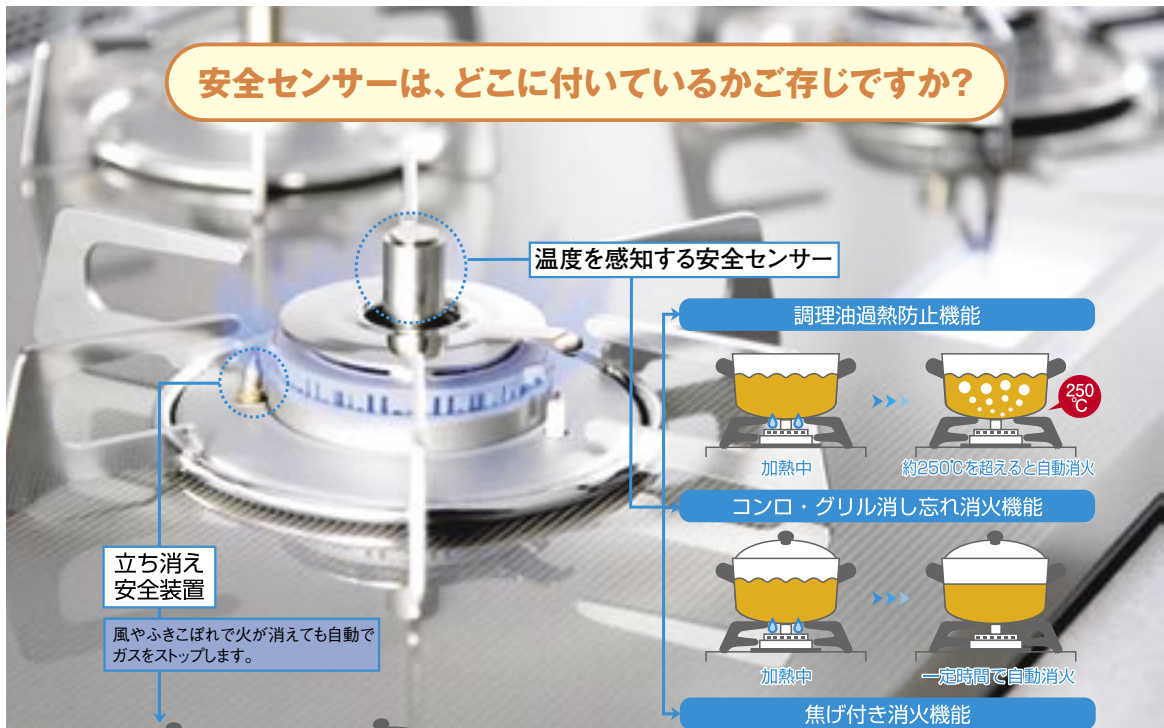 安全センサーは、どこに付いているかご存じですか?
温度を感知する安全センサー
調理油過熱防止機能
250
℃
加熱中
約250℃を超えると自動消火
コンロ・グリル消し忘れ消火機能
加熱中
一定時間で自動消火
焦げ付き消火機能
立ち消え
安全装置
風やふきこぼれで火が消えても自動で
ガスをストップします。